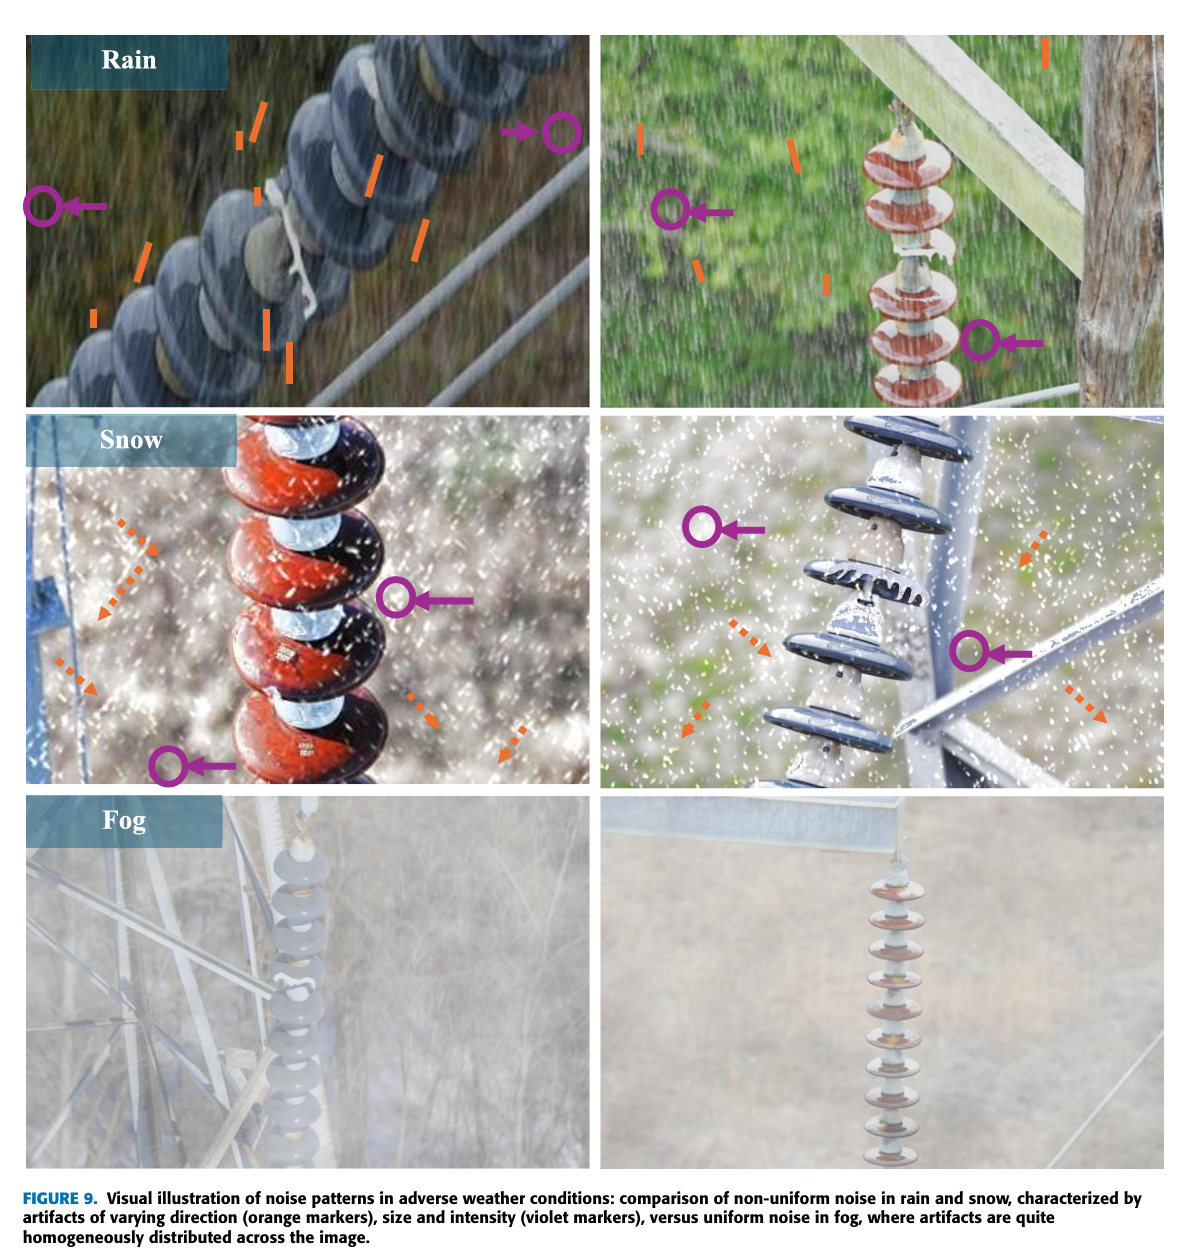 Rain
Snow
Fog
FIGURE 9. Visual illustration of noise patterns in adverse weather conditions: comparison of non-uniform noise in rain and snow, characterized by
artifacts of varying direction (orange markers), size and intensity (violet markers), versus uniform noise in fog, where artifacts are quite
homogeneously distributed across the image.